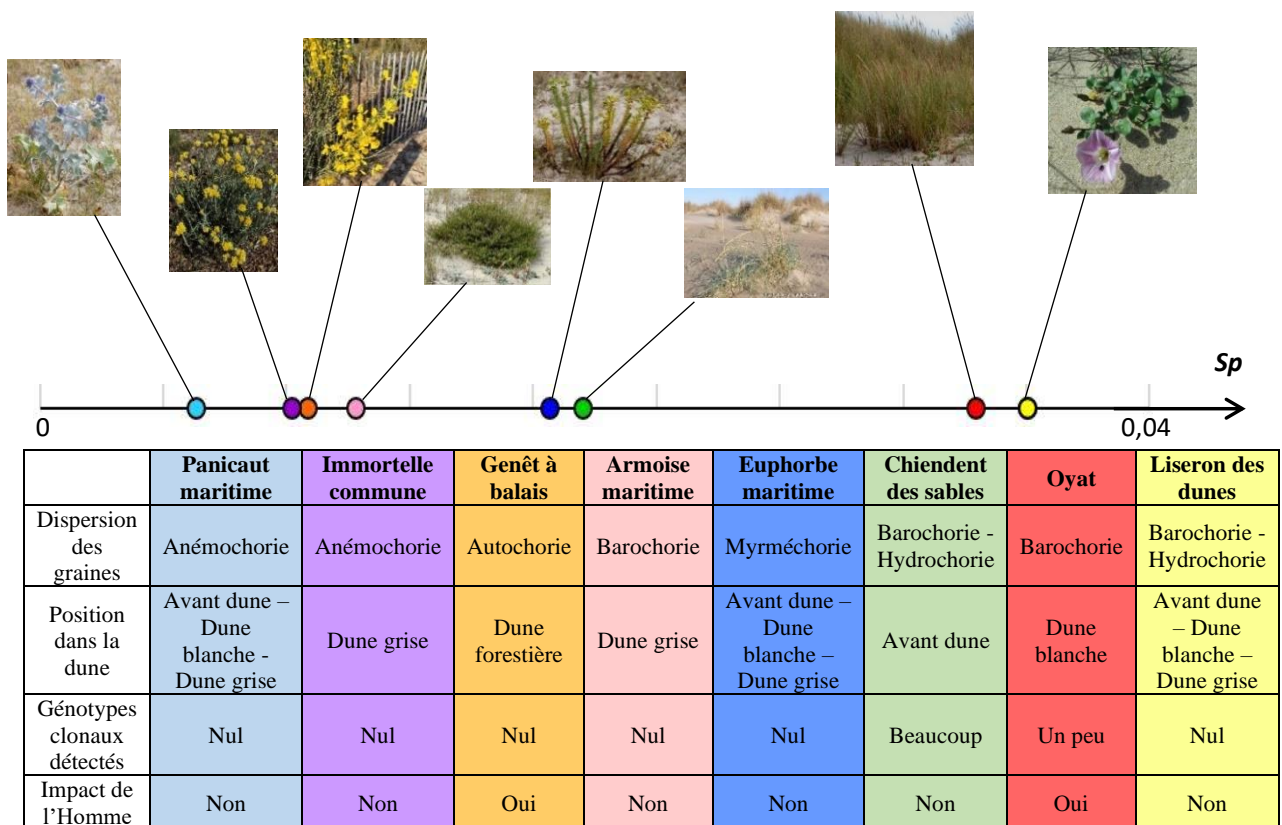 Sp
0
0,04
Panicaut
maritime
Immortelle
commune
Genêt à
balais
Armoise
maritime
Euphorbe
maritime
Chiendent
des sables
Oyat
Liseron des
dunes
Dispersion
des
graines
Anémochorie
Anémochorie
Autochorie
Barochorie
Myrméchorie
Barochorie -
Hydrochorie
Barochorie
Barochorie -
Hydrochorie
Position
dans la
dune
Avant dune –
Dune
blanche -
Dune grise
Dune grise
Dune
forestière
Dune grise
Avant dune –
Dune
blanche –
Dune grise
Avant dune
Dune
blanche
Avant dune
– Dune
blanche –
Dune grise
Génotypes
clonaux
détectés
Nul
Nul
Nul
Nul
Nul
Beaucoup
Un peu
Nul
Impact de
l’Homme
Non
Non
Oui
Non
Non
Non
Oui
Non